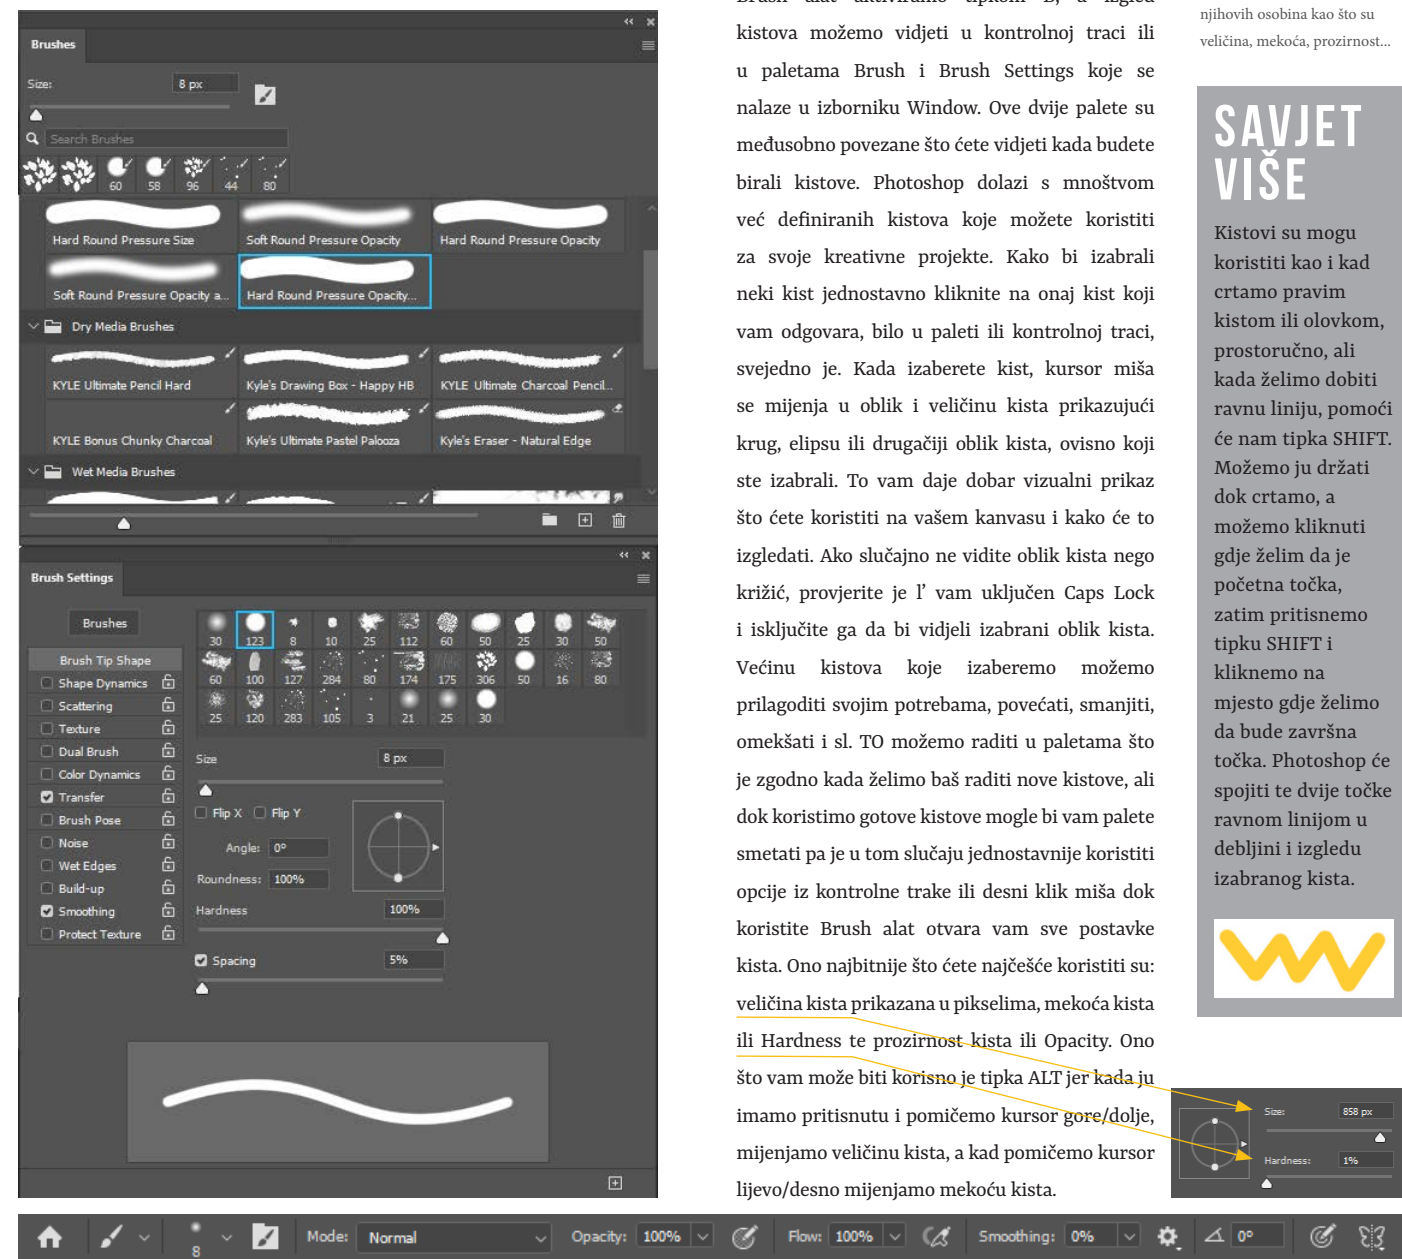 Brushes
Size:
8 px
Search Brushes
60 58 96 44 80
Hard Round Pressure Size
Soft Round Pressure Opacity
Hard Round Pressure Opacity
Soft Round Pressure Opacity a...
Hard Round Pressure Opacity...
Dry Media Brushes
KYLE Ultimate Pencil Hard
Kyle's Drawing Box - Happy HB
KYLE Ultimate Charcoal Pencil...
KYLE Bonus Chunky Charcoal
Kyle's Ultimate Pastel Palooza
Kyle's Eraser - Natural Edge
Wet Media Brushes
Brush Settings
Brushes
Brush Tip Shape
Shape Dynamics
Scattering
Texture
Dual Brush
Color Dynamics
Transfer
Brush Pose
Noise
Wet Edges
Build-up
Smoothing
Protect Texture
30 123 8 10 25 112 60 50 25 30 50
60 100 127 284 80 174 175 306 50 16 80
25 120 283 105 3 21 25 30
Size
8 px
Flip X Flip Y
Angle: 0°
Roundness: 100%
Hardness
100%
Spacing
5%
Brush alat aktiviramo tipkom B, a izgled
kistova možemo vidjeti u kontrolnoj traci ili
u paletama Brush i Brush Settings koje se
nalaze u izborniku Window. Ove dvije palete su
međusobno povezane što ćete vidjeti kada budete
birali kistove. Photoshop dolazi s mnoštvom
već definiranih kistova koje možete koristiti
za svoje kreativne projekte. Kako bi izabrali
neki kist jednostavno kliknite na onaj kist koji
vam odgovara, bilo u paleti ili kontrolnoj traci,
svejedno je. Kada izaberete kist, kursor miša
se mijenja u oblik i veličinu kista prikazujući
krug, elipsu ili drugačiji oblik kista, ovisno koji
ste izabrali. To vam daje dobar vizualni prikaz
što ćete koristiti na vašem kanvasu i kako će to
izgledati. Ako slučajno ne vidite oblik kista nego
križić, provjerite je l’ vam uključen Caps Lock
i isključite ga da bi vidjeli izabrani oblik kista.
Većinu kistova koje izaberemo možemo
prilagoditi svojim potrebama, povećati, smanjiti,
omekšati i sl. TO možemo raditi u paletama što
je zgodno kada želimo baš raditi nove kistove, ali
dok koristimo gotove kistove mogle bi vam palete
smetati pa je u tom slučaju jednostavnije koristiti
opcije iz kontrolne trake ili desni klik miša dok
koristite Brush alat otvara vam sve postavke
kista. Ono najbitnije što ćete najčešće koristiti su:
veličina kista prikazana u pikselima, mekoća kista
ili Hardness te prozirnost kista ili Opacity. Ono
što vam može biti korisno je tipka ALT jer kada ju
imamo pritisnutu i pomičemo kursor gore/dolje,
mijenjamo veličinu kista, a kad pomičemo kursor
lijevo/desno mijenjamo mekoću kista.
njihovih osobina kao što su
veličina, mekoća, prozirnost...
SAVJET
VIŠE
Kistovi su mogu
koristiti kao i kad
crtamo pravim
kistom ili olovkom,
prostoručno, ali
kada želimo dobiti
ravnu liniju, pomoći
će nam tipka SHIFT.
Možemo ju držati
dok crtamo, a
možemo kliknuti
gdje želim da je
početna točka,
zatim pritisnemo
tipku SHIFT i
kliknemo na
mjesto gdje želimo
da bude završna
točka. Photoshop će
spojiti te dvije točke
ravnom linijom u
debljini i izgledu
izabranog kista.
Size:
858 px
Hardness:
1%
8 Mode: Normal Opacity: 100% Flow: 100% Smoothing: 0% 0°